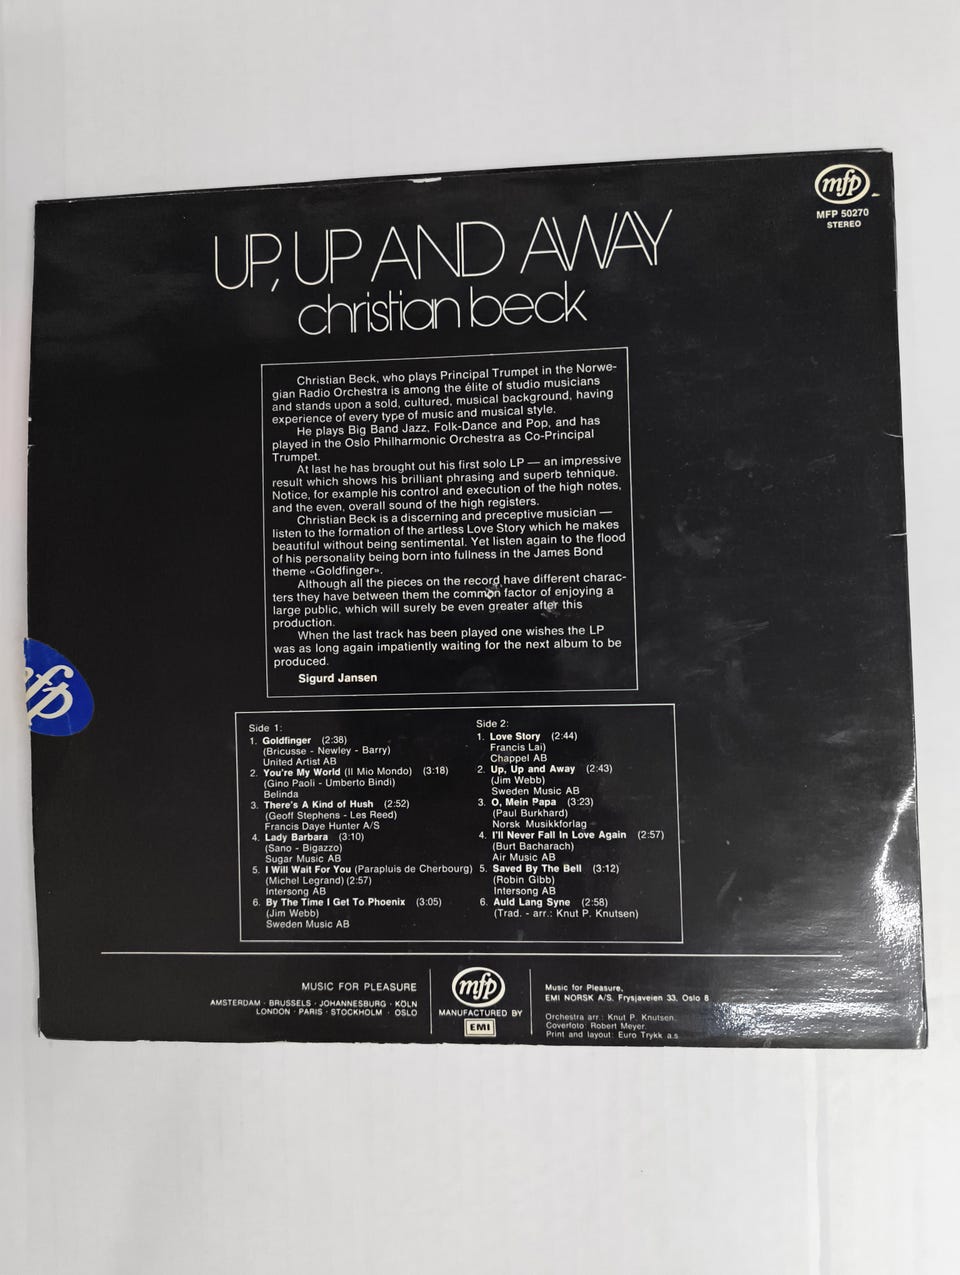 mfp
MFP 50270
STEREO
UP, UP AND AWAY
christian beck
Christian Beck, who plays Principal Trumpet in the Norwe-
gian Radio Orchestra is among the élite of studio musicians
and stands upon a sold, cultured, musical background, having
experience of every type of music and musical style.
He plays Big Band Jazz, Folk-Dance and Pop, and has
played in the Oslo Philharmonic Orchestra as Co-Principal
Trumpet.
At last he has brought out his first solo LP — an impressive
result which shows his brilliant phrasing and superb tehnique.
Notice, for example his control and execution of the high notes,
and the even, overall sound of the high registers.
Christian Beck is a discerning and preceptive musician —
listen to the formation of the artless Love Story which he makes
beautiful without being sentimental. Yet listen again to the flood
of his personality being born into fullness in the James Bond
theme «Goldfinger».
Although all the pieces on the record have different charac-
ters they have between them the common factor of enjoying a
large public, which will surely be even greater after this
production.
When the last track has been played one wishes the LP
was as long again impatiently waiting for the next album to be
produced.
Sigurd Jansen
fp
Side 1:
1. Goldfinger (2:38)
(Bricusse - Newley - Barry)
United Artist AB
2. You're My World (Il Mio Mondo) (3:18)
(Gino Paoli - Umberto Bindi)
Belinda
3. There's A Kind of Hush (2:52)
(Geoff Stephens - Les Reed)
Francis Daye Hunter A/S
4. Lady Barbara (3:10)
(Sano - Bigazzo)
Sugar Music AB
5. I Will Wait For You (Parapluis de Cherbourg)
(Michel Legrand) (2:57)
Intersong AB
6. By The Time I Get To Phoenix (3:05)
(Jim Webb)
Sweden Music AB
Side 2:
1. Love Story (2:44)
Francis Lai)
Chappel AB
2. Up, Up and Away (2:43)
(Jim Webb)
Sweden Music AB
3. O, Mein Papa (3:23)
(Paul Burkhard)
Norsk Musikkforlag
4. I'll Never Fall In Love Again (2:57)
(Burt Bacharach)
Air Music AB
5. Saved By The Bell (3:12)
(Robin Gibb)
Intersong AB
6. Auld Lang Syne (2:58)
(Trad. - arr.: Knut P. Knutsen)
MUSIC FOR PLEASURE
AMSTERDAM · BRUSSELS · JOHANNESBURG · KÖLN
LONDON · PARIS · STOCKHOLM · OSLO
mfp
MANUFACTURED BY
EMI
Music for Pleasure,
EMI NORSK A/S. Frysjaveien 33. Oslo 8
Orchestra arr.: Knut P. Knutsen.
Coverfoto: Robert Meyer.
Print and layout: Euro Trykk a.s